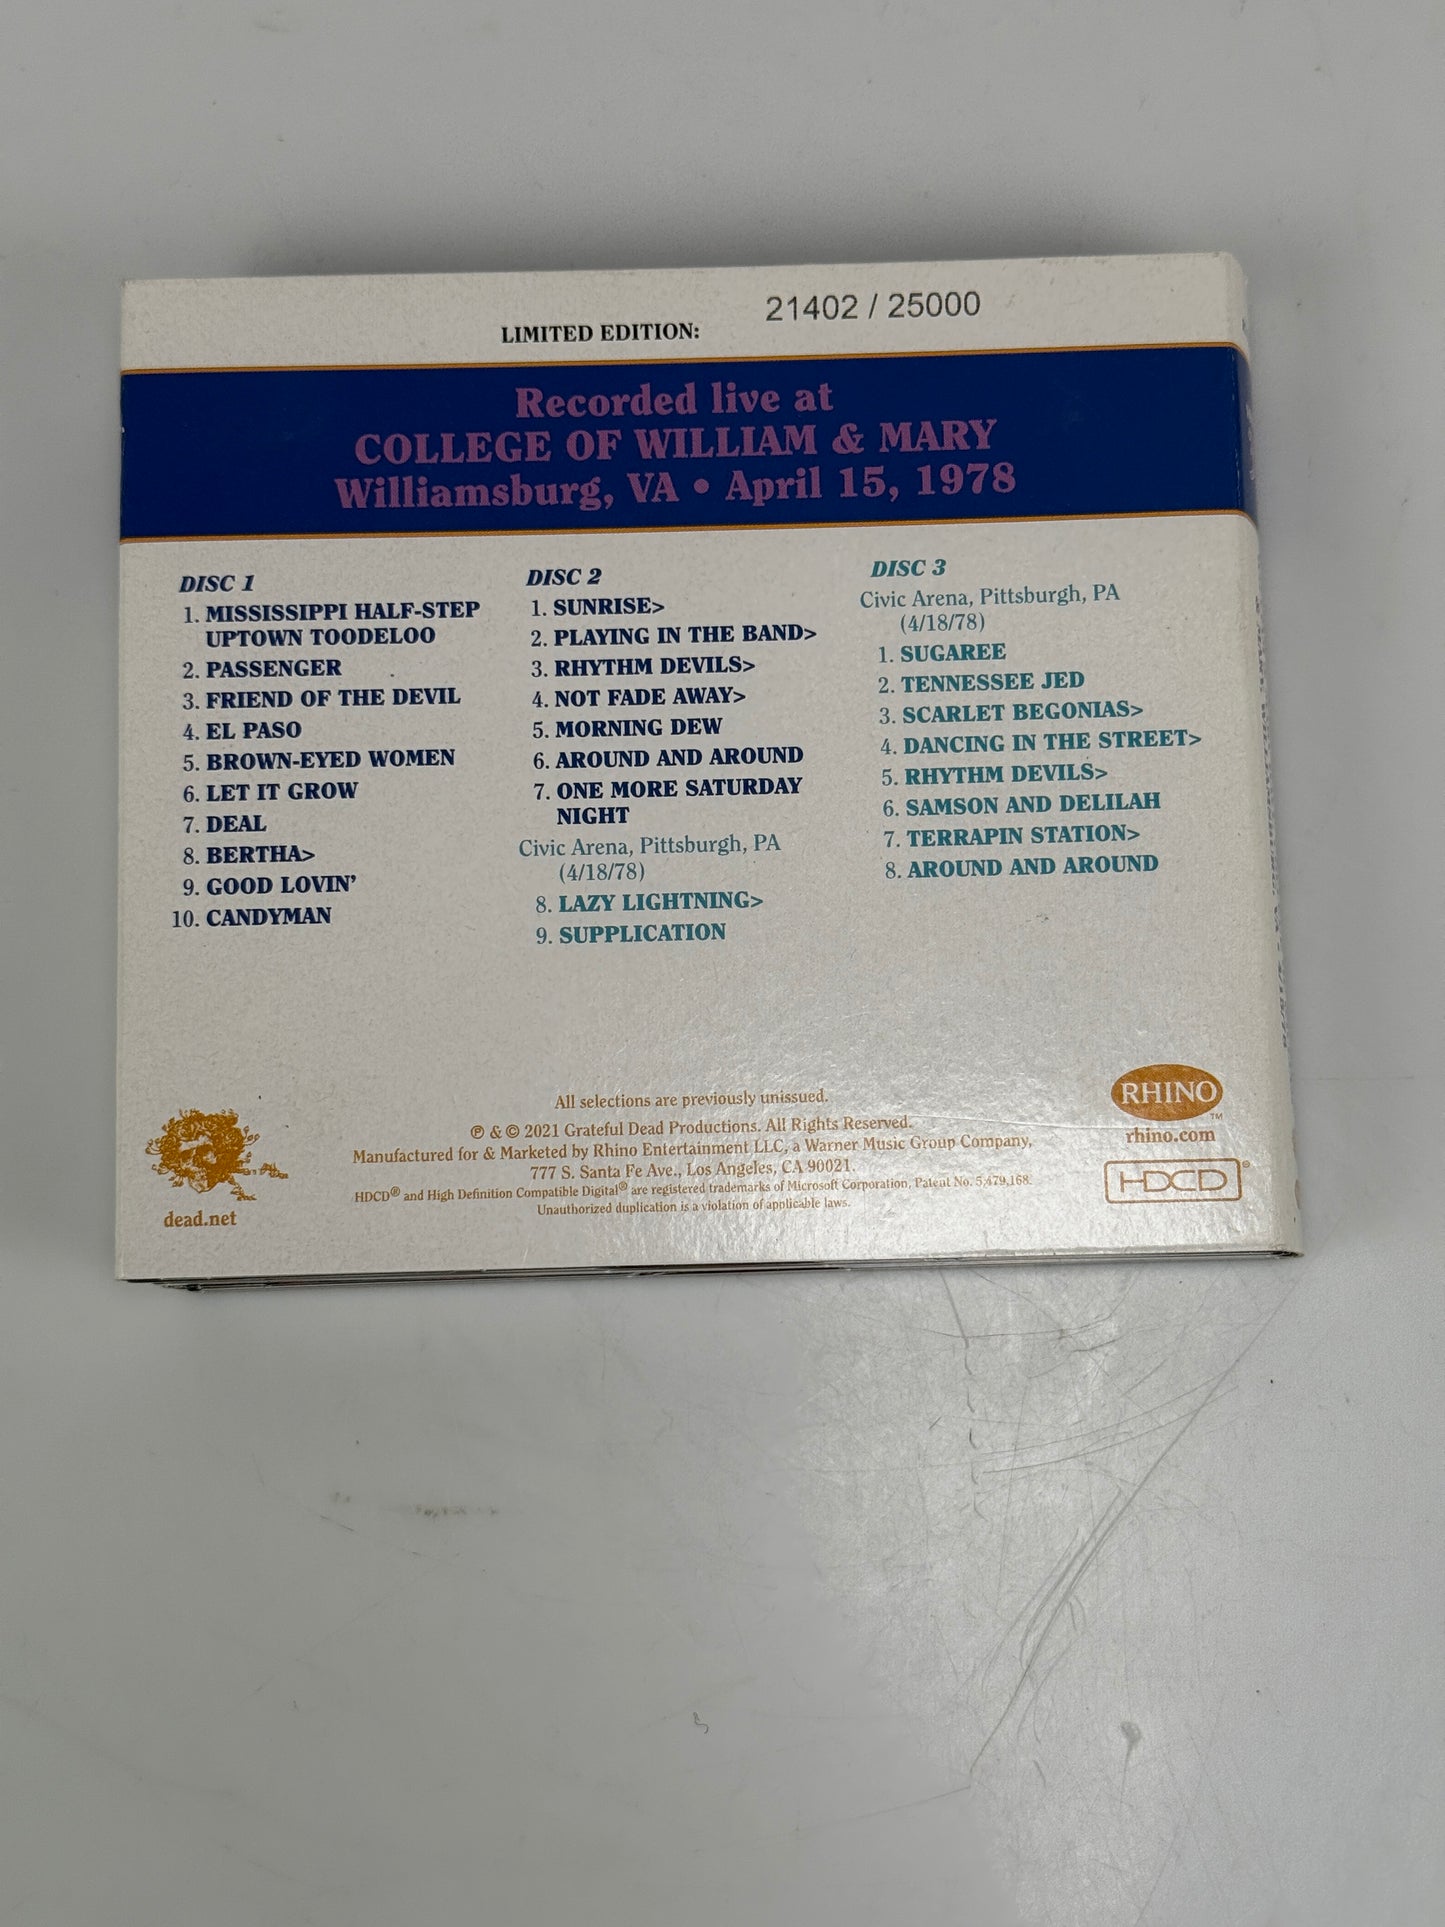 LIMITED EDITION: 21402 / 25000
Recorded live at
COLLEGE OF WILLIAM & MARY
Williamsburg, VA • April 15, 1978
DISC 1
1. MISSISSIPPI HALF-STEP
UPTOWN TOODELOO
2. PASSENGER
3. FRIEND OF THE DEVIL
4. EL PASO
5. BROWN-EYED WOMEN
6. LET IT GROW
7. DEAL
8. BERTHA>
9. GOOD LOVIN'
10. CANDYMAN
DISC 2
1. SUNRISE>
2. PLAYING IN THE BAND>
3. RHYTHM DEVILS>
4. NOT FADE AWAY>
5. MORNING DEW
6. AROUND AND AROUND
7. ONE MORE SATURDAY
NIGHT
Civic Arena, Pittsburgh, PA
(4/18/78)
8. LAZY LIGHTNING>
9. SUPPLICATION
DISC 3
Civic Arena, Pittsburgh, PA
(4/18/78)
1. SUGAREE
2. TENNESSEE JED
3. SCARLET BEGONIAS>
4. DANCING IN THE STREET>
5. RHYTHM DEVILS>
6. SAMSON AND DELILAH
7. TERRAPIN STATION>
8. AROUND AND AROUND
All selections are previously unissued.
℗ & © 2021 Grateful Dead Productions. All Rights Reserved.
Manufactured for & Marketed by Rhino Entertainment LLC, a Warner Music Group Company,
777 S. Santa Fe Ave., Los Angeles, CA 90021.
HDCD® and High Definition Compatible Digital® are registered trademarks of Microsoft Corporation, Patent No. 5,479,168.
Unauthorized duplication is a violation of applicable laws.
dead.net
RHINO™
rhino.com
HDCD®